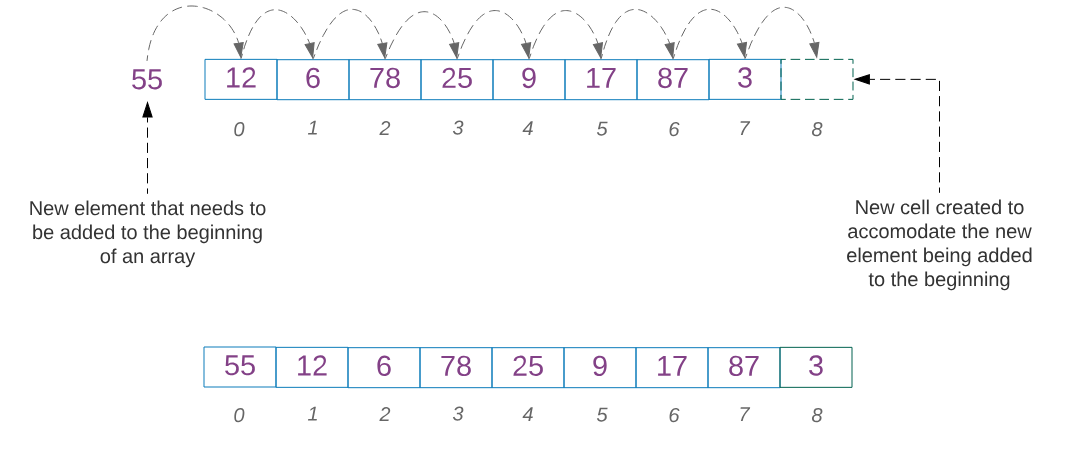 55 12 6 78 25 9 17 87 3
0 1 2 3 4 5 6 7 8
New element that needs to
be added to the beginning
of an array
New cell created to
accomodate the new
element being added
to the beginning
55 12 6 78 25 9 17 87 3
0 1 2 3 4 5 6 7 8